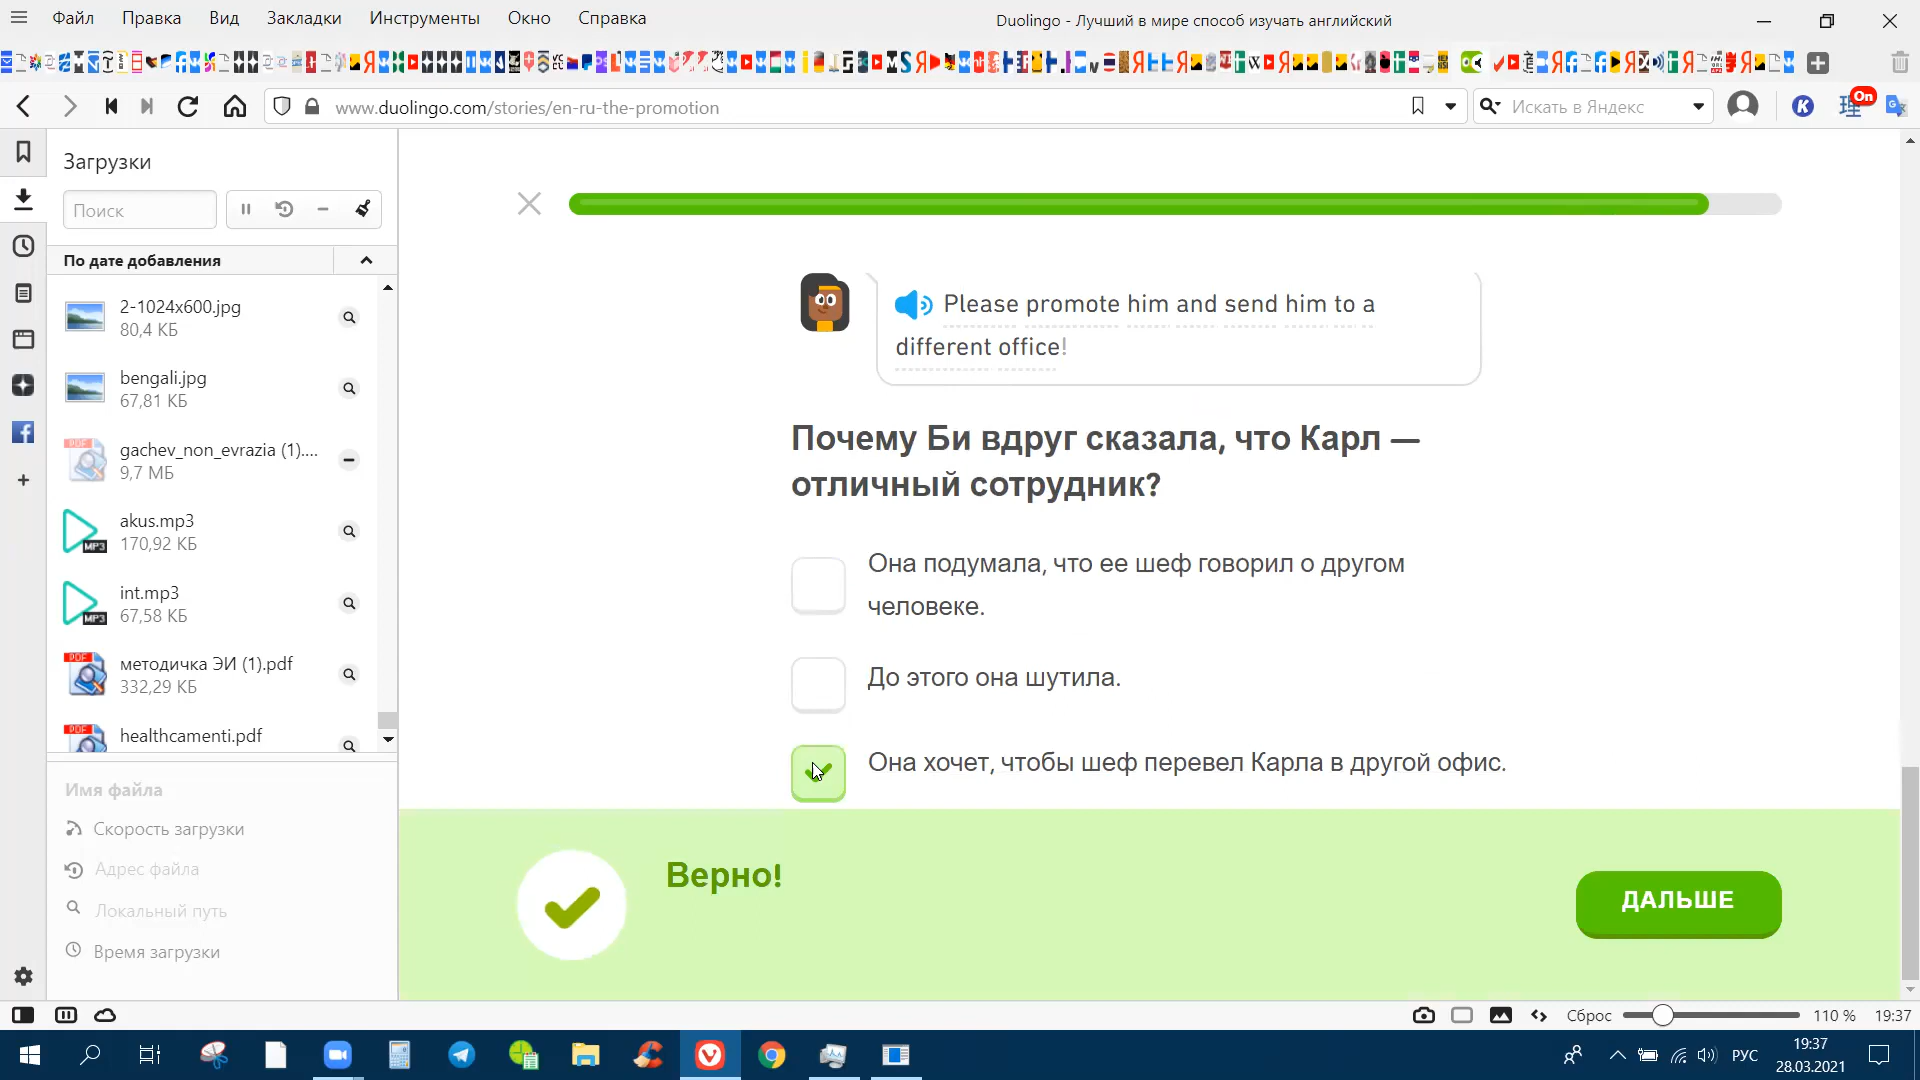 Файл Правка Вид Закладки Инструменты Окно Справка
Duolingo - Лучший в мире способ изучать английский
www.duolingo.com/stories/en-ru-the-promotion
Искать в Яндекс
On
Загрузки
Поиск
По дате добавления
2-1024x600.jpg
80,4 КБ
bengali.jpg
67,81 КБ
gachev_non_evrazia (1)....
9,7 МБ
akus.mp3
170,92 КБ
int.mp3
67,58 КБ
методичка ЭИ (1).pdf
332,29 КБ
healthcamenti.pdf
Имя файла
Скорость загрузки
Адрес файла
Локальный путь
Время загрузки
Please promote him and send him to a
different office!
Почему Би вдруг сказала, что Карл —
отличный сотрудник?
Она подумала, что ее шеф говорил о другом
человеке.
До этого она шутила.
Она хочет, чтобы шеф перевел Карла в другой офис.
Верно!
ДАЛЬШЕ
Сброс
110 %
19:37
РУС
19:37
28.03.2021